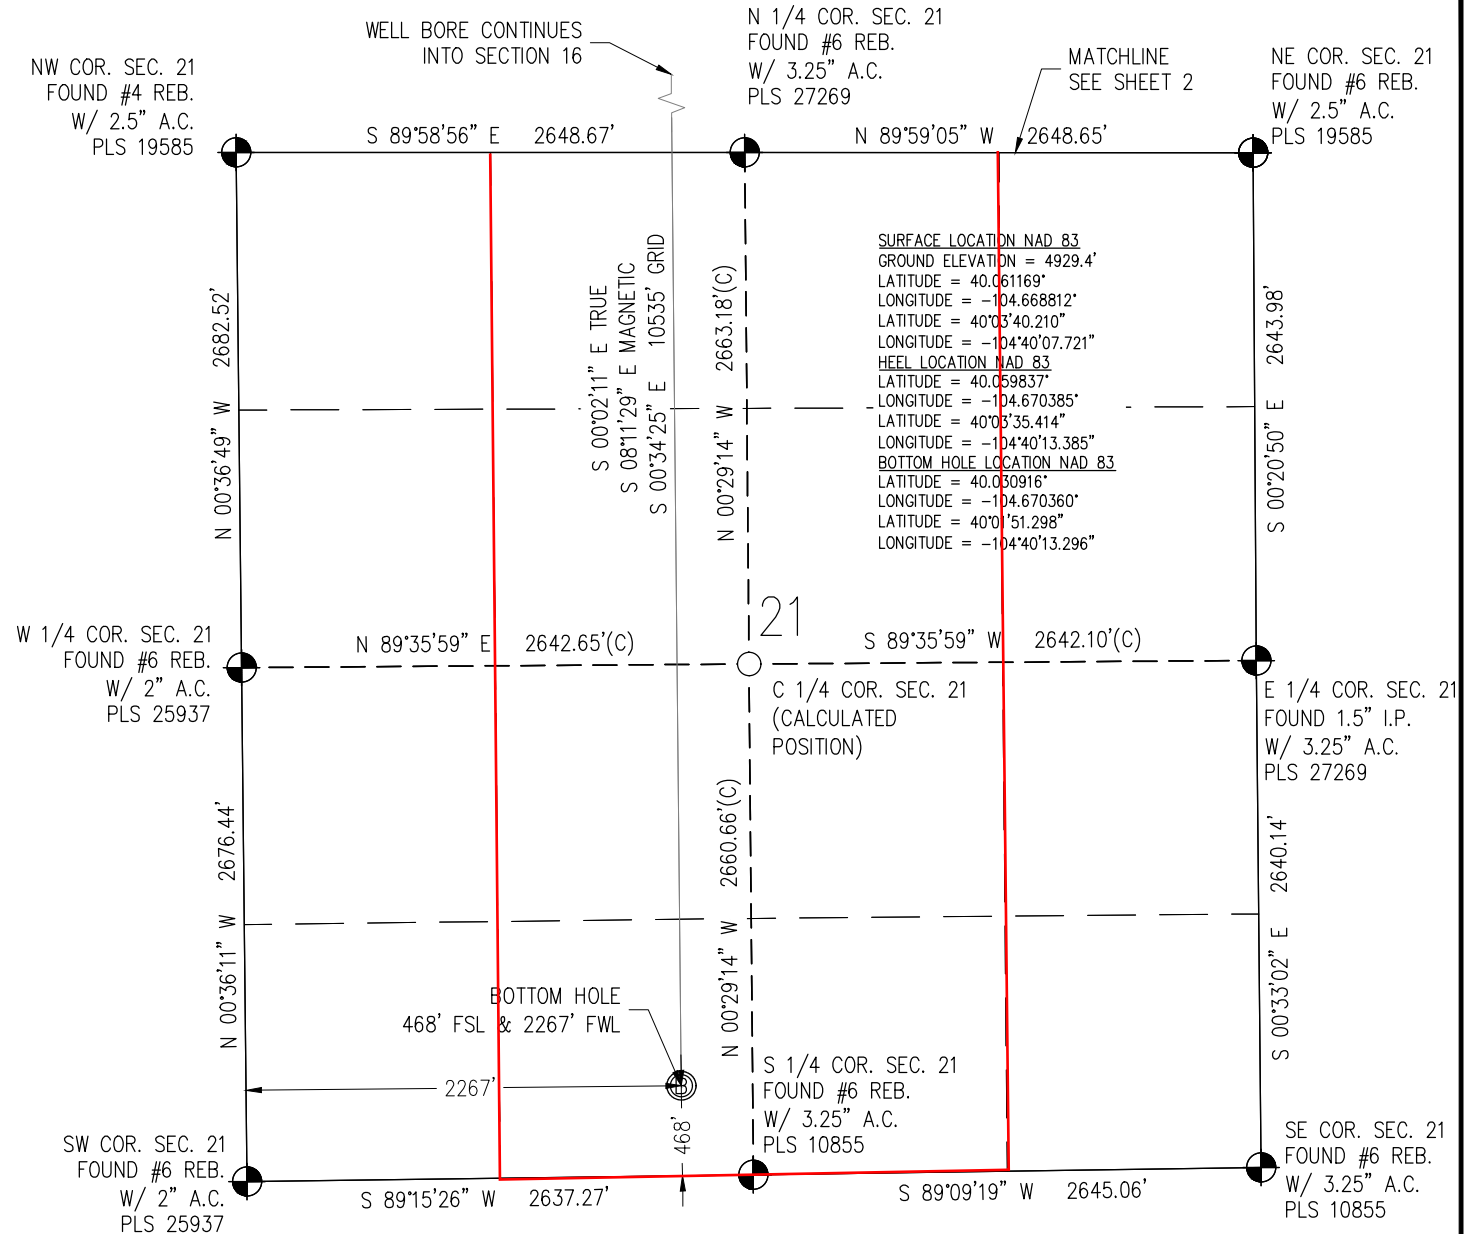 WELL BORE CONTINUES
INTO SECTION 16
N 1/4 COR. SEC. 21
FOUND #6 REB.
W/ 3.25" A.C.
PLS 27269
MATCHLINE
SEE SHEET 2
NE COR. SEC. 21
FOUND #6 REB.
W/ 2.5" A.C.
PLS 19585
NW COR. SEC. 21
FOUND #4 REB.
W/ 2.5" A.C.
PLS 19585
S 89°58'56" E 2648.67'
N 89°59'05" W 2648.65'
SURFACE LOCATION NAD 83
GROUND ELEVATION = 4929.4'
LATITUDE = 40.061169°
LONGITUDE = -104.668812°
LATITUDE = 40°03'40.210"
LONGITUDE = -104°40'07.721"
HEEL LOCATION NAD 83
LATITUDE = 40.059837°
LONGITUDE = -104.670385°
LATITUDE = 40°03'35.414"
LONGITUDE = -104°40'13.385"
BOTTOM HOLE LOCATION NAD 83
LATITUDE = 40.030916°
LONGITUDE = -104.670360°
LATITUDE = 40°01'51.298"
LONGITUDE = -104°40'13.296"
N 00°36'49" W 2682.52'
S 00°02'11" E TRUE
S 08°11'29" E MAGNETIC
S 00°34'25" E 10535' GRID
N 00°29'14" W 2663.18'(C)
S 00°20'50" E 2643.98'
21
W 1/4 COR. SEC. 21
FOUND #6 REB.
W/ 2" A.C.
PLS 25937
N 89°35'59" E 2642.65'(C)
S 89°35'59" W 2642.10'(C)
C 1/4 COR. SEC. 21
(CALCULATED
POSITION)
E 1/4 COR. SEC. 21
FOUND 1.5" I.P.
W/ 3.25" A.C.
PLS 27269
N 00°36'11" W 2676.44'
N 00°29'14" W 2660.66'(C)
S 00°33'02" E 2640.14'
BOTTOM HOLE
468' FSL & 2267' FWL
2267'
468'
S 1/4 COR. SEC. 21
FOUND #6 REB.
W/ 3.25" A.C.
PLS 10855
SW COR. SEC. 21
FOUND #6 REB.
W/ 2" A.C.
PLS 25937
S 89°15'26" W 2637.27'
S 89°09'19" W 2645.06'
SE COR. SEC. 21
FOUND #6 REB.
W/ 3.25" A.C.
PLS 10855